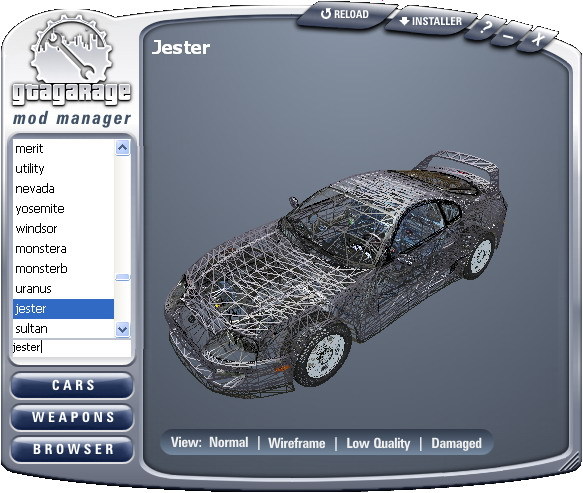 RELOAD
INSTALLER
? – X
Jester
gtagarage
mod manager
merit
utility
nevada
yosemite
windsor
monstera
monsterb
uranus
jester
sultan
jester
CARS
WEAPONS
BROWSER
View: Normal | Wireframe | Low Quality | Damaged